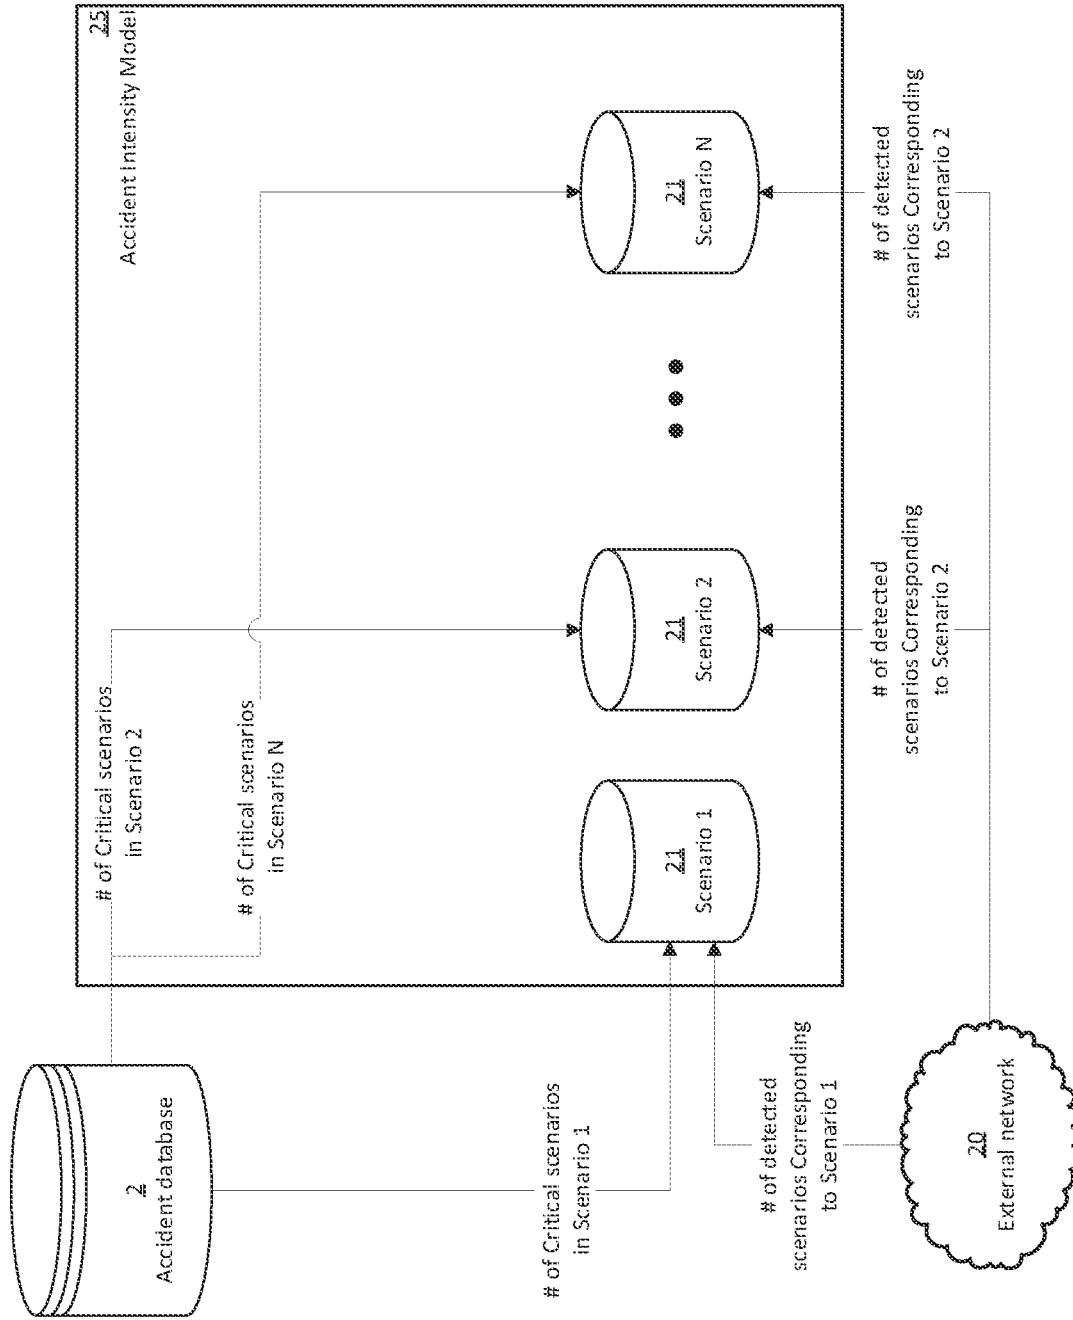 25
Accident Intensity Model
# of Critical scenarios
in Scenario 2
# of Critical scenarios
in Scenario N
2
Accident database
# of Critical scenarios
in Scenario 1
21
Scenario 1
21
Scenario 2
21
Scenario N
# of detected
scenarios Corresponding
to Scenario 1
# of detected
scenarios Corresponding
to Scenario 2
# of detected
scenarios Corresponding
to Scenario 2
20
External network